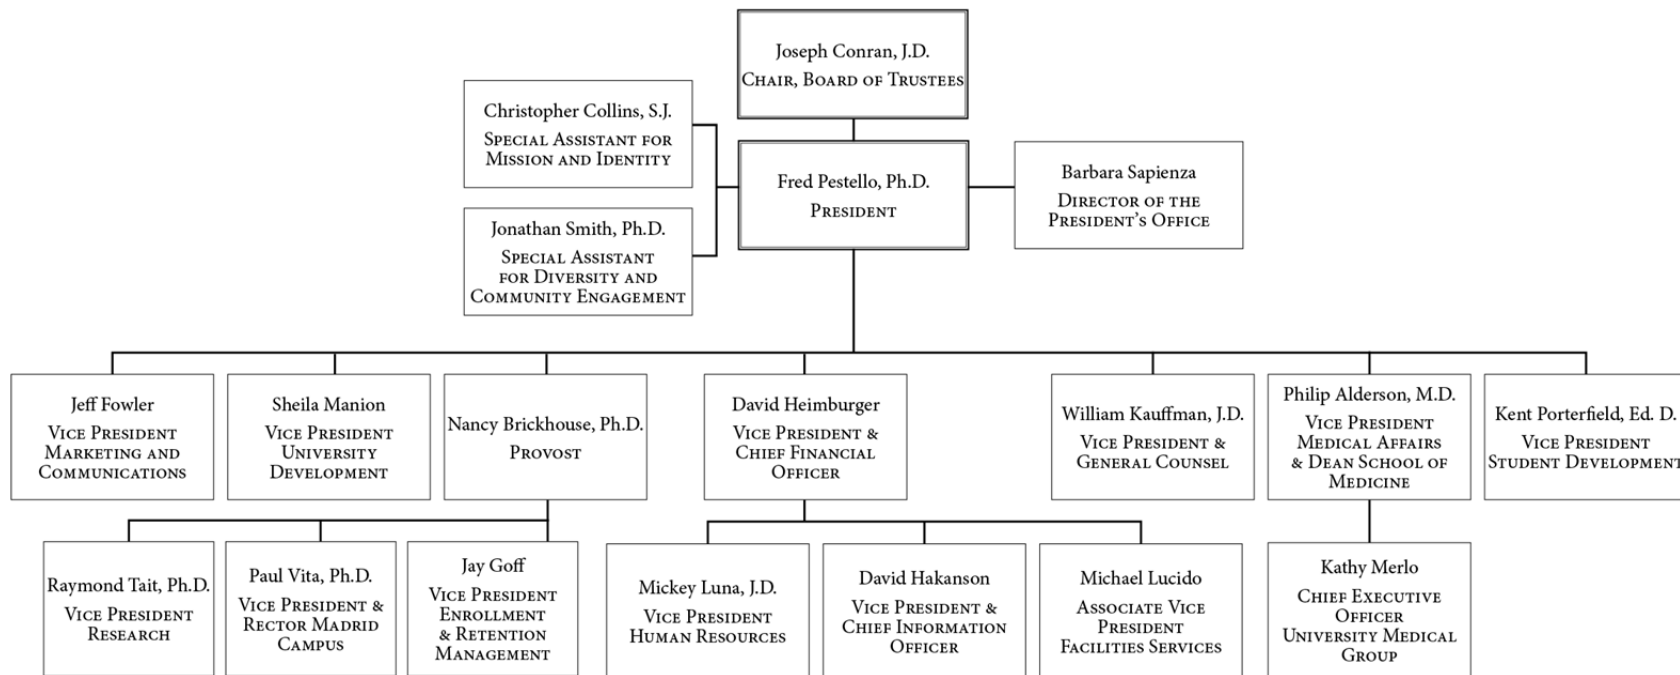 Joseph Conran, J.D.
Chair, Board of Trustees
Christopher Collins, S.J.
Special Assistant for
Mission and Identity
Fred Pestello, Ph.D.
President
Barbara Sapienza
Director of the
President's Office
Jonathan Smith, Ph.D.
Special Assistant
for Diversity and
Community Engagement
Jeff Fowler
Vice President
Marketing and
Communications
Sheila Manion
Vice President
University
Development
Nancy Brickhouse, Ph.D.
Provost
David Heimburger
Vice President &
Chief Financial
Officer
William Kauffman, J.D.
Vice President &
General Counsel
Philip Alderson, M.D.
Vice President
Medical Affairs
& Dean School of
Medicine
Kent Porterfield, Ed. D.
Vice President
Student Development
Raymond Tait, Ph.D.
Vice President
Research
Paul Vita, Ph.D.
Vice President &
Rector Madrid
Campus
Jay Goff
Vice President
Enrollment
& Retention
Management
Mickey Luna, J.D.
Vice President
Human Resources
David Hakanson
Vice President &
Chief Information
Officer
Michael Lucido
Associate Vice
President
Facilities Services
Kathy Merlo
Chief Executive
Officer
University Medical
Group